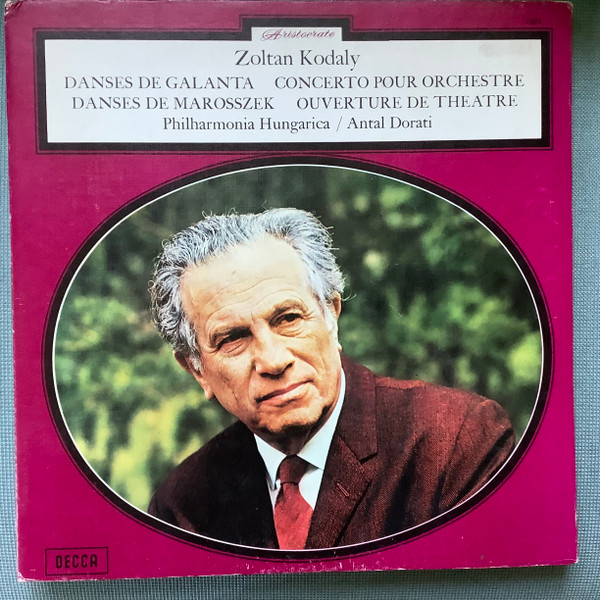 Aristocrate
Zoltan Kodaly
DANSES DE GALANTA CONCERTO POUR ORCHESTRE
DANSES DE MAROSSZEK OUVERTURE DE THEATRE
Philharmonia Hungarica / Antal Dorati
DECCA